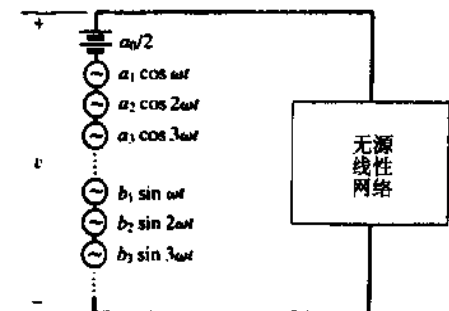 +
a₀/2
a₁ cos ωt
a₂ cos 2ωt
a₃ cos 3ωt
v
b₁ sin ωt
b₂ sin 2ωt
b₃ sin 3ωt
−
无源
线性
网络